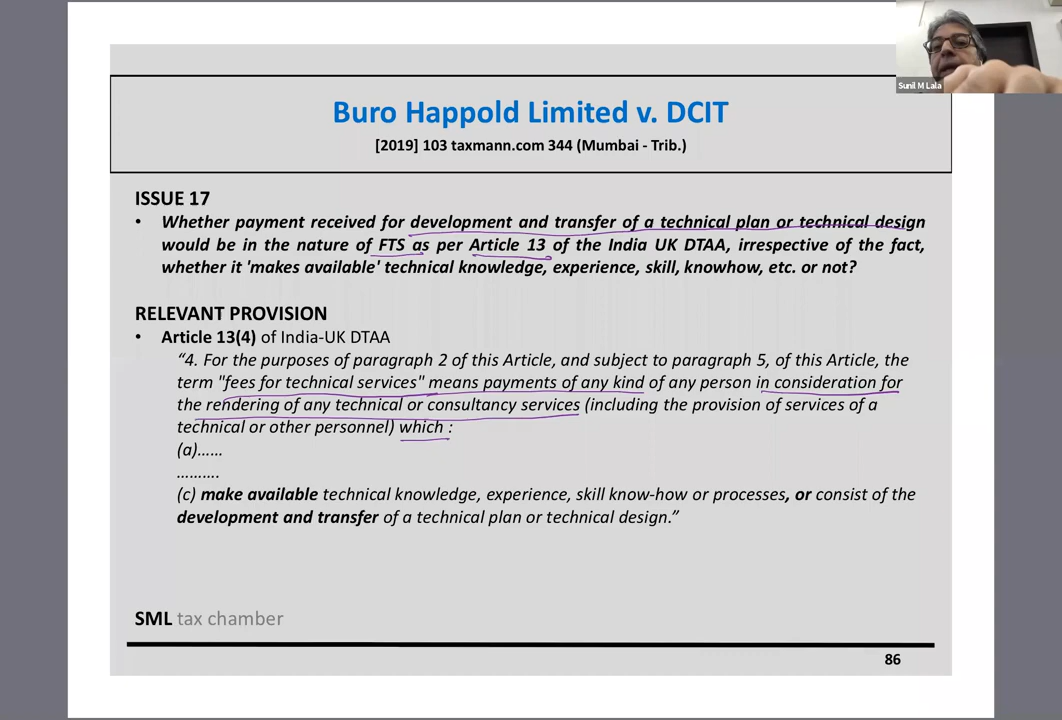 Sunil M Lala
Buro Happold Limited v. DCIT
[2019] 103 taxmann.com 344 (Mumbai - Trib.)
ISSUE 17
• Whether payment received for development and transfer of a technical plan or technical design
would be in the nature of FTS as per Article 13 of the India UK DTAA, irrespective of the fact,
whether it 'makes available' technical knowledge, experience, skill, knowhow, etc. or not?
RELEVANT PROVISION
• Article 13(4) of India-UK DTAA
“4. For the purposes of paragraph 2 of this Article, and subject to paragraph 5, of this Article, the
term "fees for technical services" means payments of any kind of any person in consideration for
the rendering of any technical or consultancy services (including the provision of services of a
technical or other personnel) which :
(a)......
..........
(c) make available technical knowledge, experience, skill know-how or processes, or consist of the
development and transfer of a technical plan or technical design.”
SML tax chamber
86